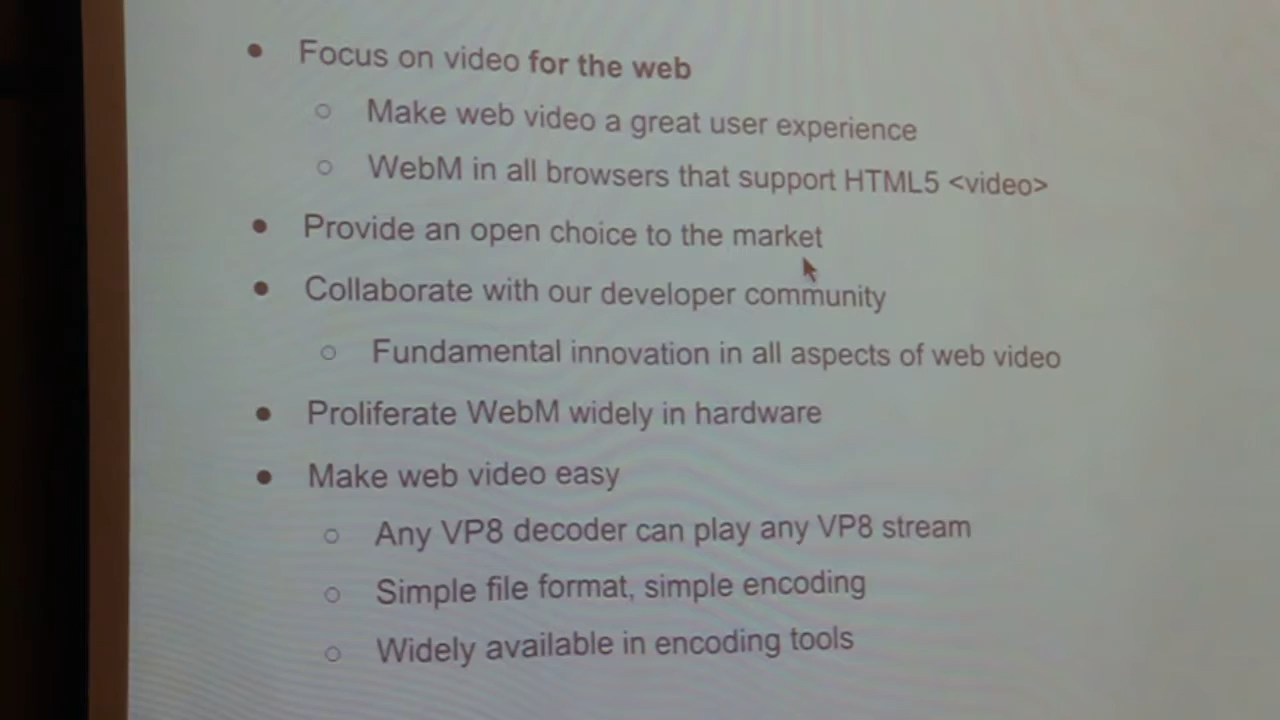 ● Focus on video for the web
○ Make web video a great user experience
○ WebM in all browsers that support HTML5 <video>
● Provide an open choice to the market
● Collaborate with our developer community
○ Fundamental innovation in all aspects of web video
● Proliferate WebM widely in hardware
● Make web video easy
○ Any VP8 decoder can play any VP8 stream
○ Simple file format, simple encoding
○ Widely available in encoding tools